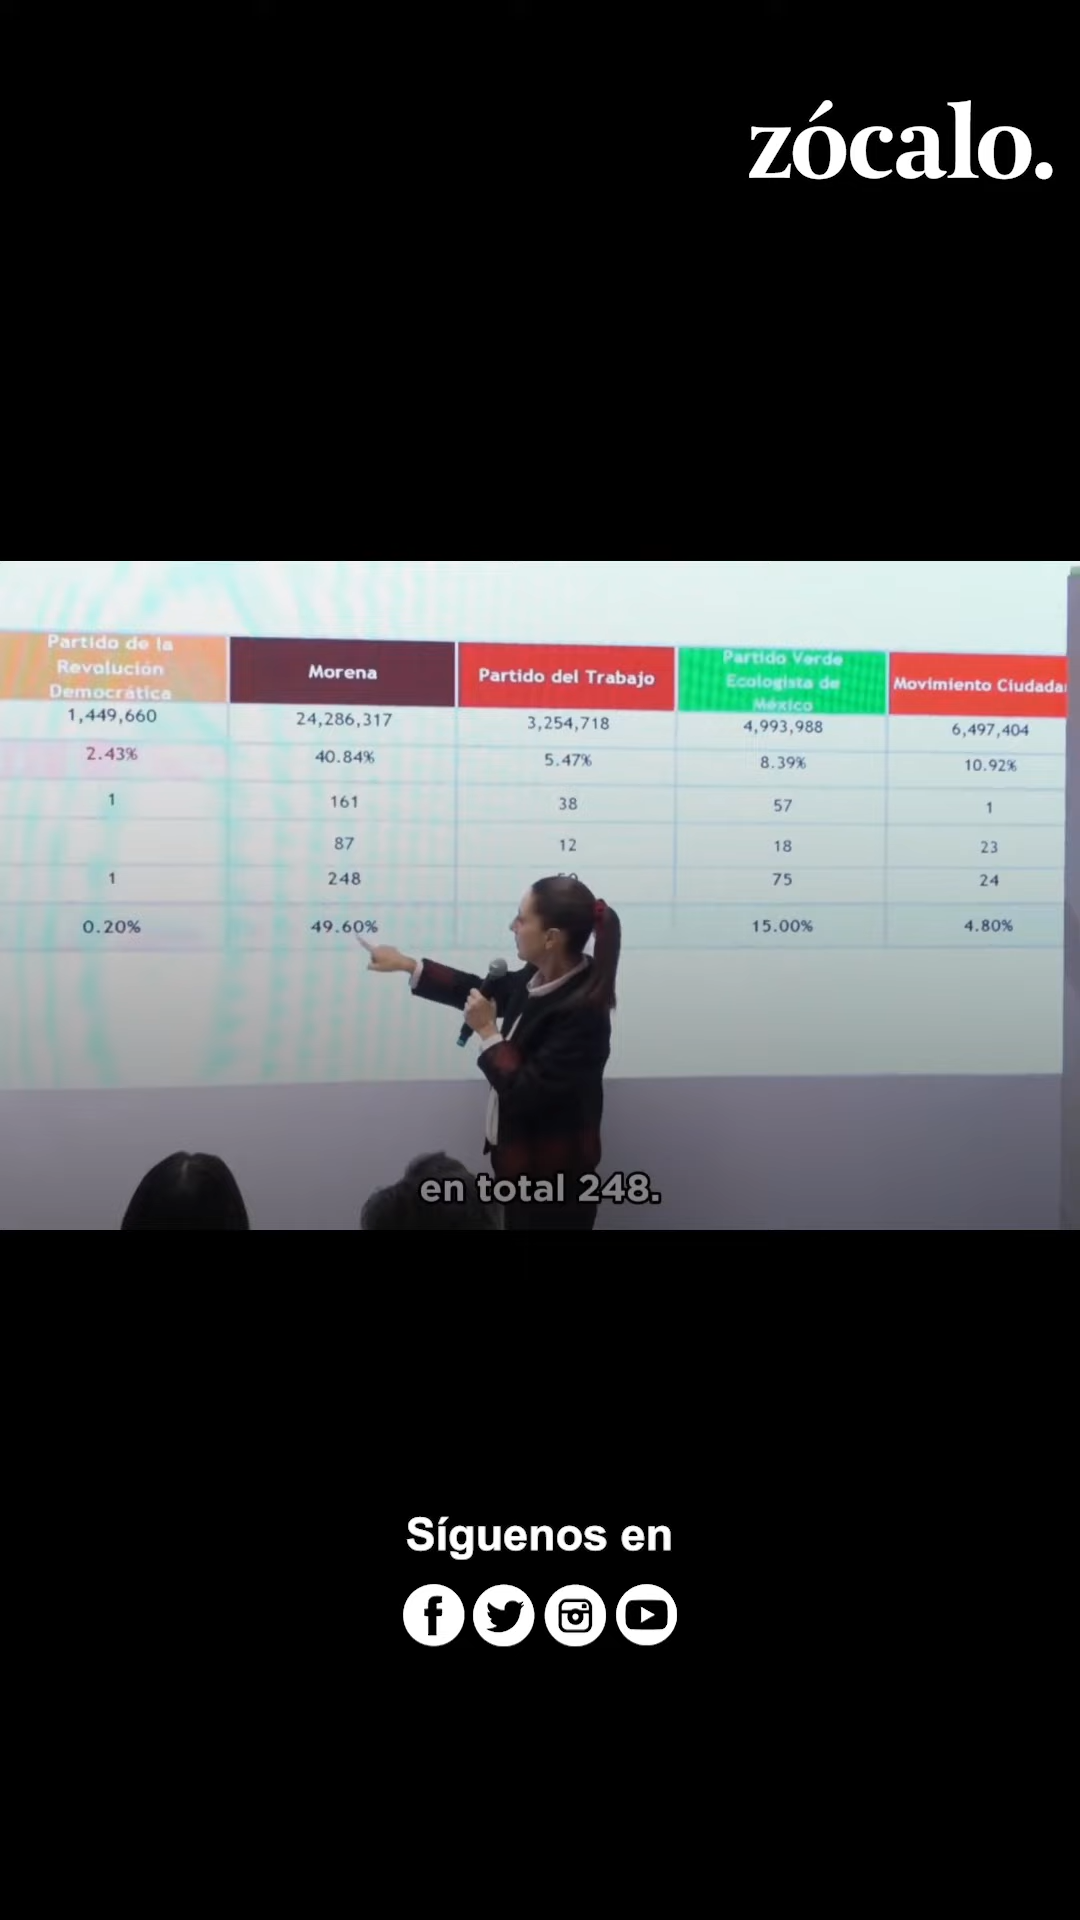 zócalo.
Partido de la
Revolución
Democrática
Morena
Partido del Trabajo
Partido Verde
Ecologista de
México
Movimiento
1,449,660 24,286,317 3,254,718 4,993,988 6,497,404
2.43% 40.84% 5.47% 8.39% 10.92%
1 161 38 57 1
87 12 18 23
1 248 75 24
0.20% 49.60% 15.00% 4.80%
en total 248.
Síguenos en